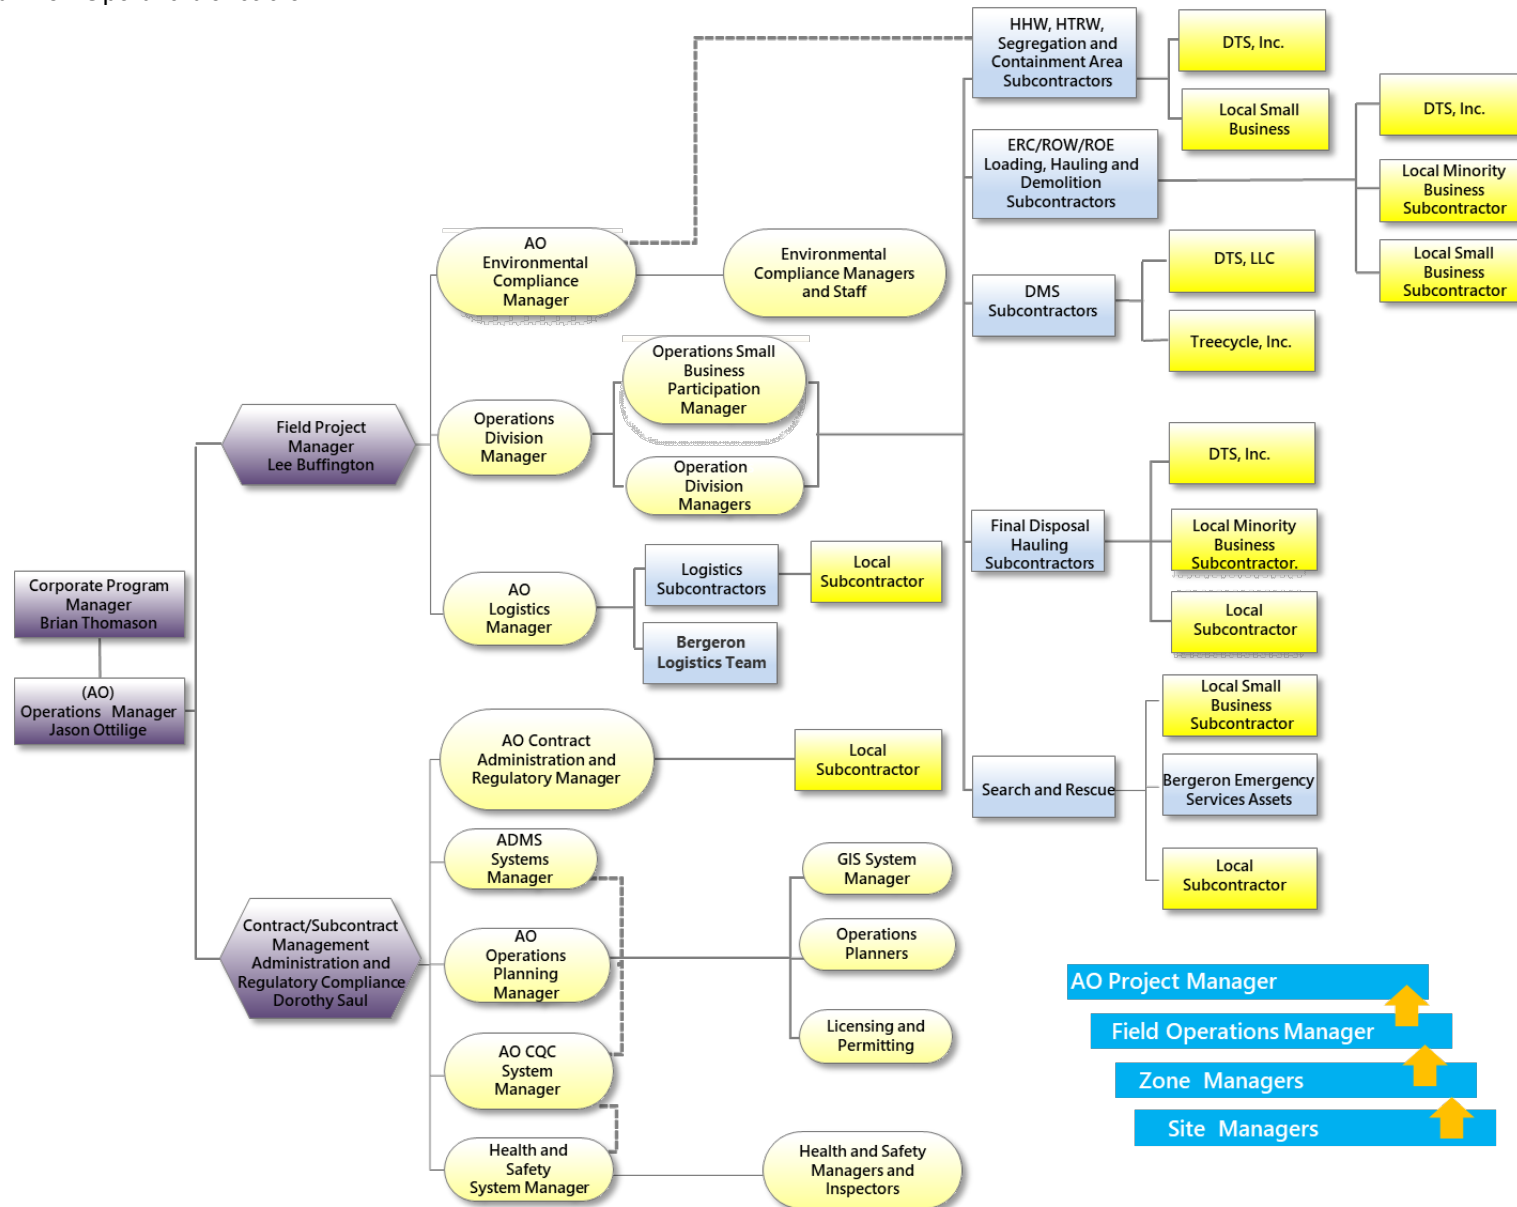 HHW, HTRW,
Segregation and
Containment Area
Subcontractors
DTS, Inc.
Local Small
Business
DTS, Inc.
ERC/ROW/ROE
Loading, Hauling and
Demolition
Subcontractors
Local Minority
Business
Subcontractor
Local Small
Business
Subcontractor
AO
Environmental
Compliance
Manager
Environmental
Compliance Managers
and Staff
DMS
Subcontractors
DTS, LLC
Treecycle, Inc.
Operations Small
Business
Participation
Manager
Field Project
Manager
Lee Buffington
Operations
Division
Manager
Operation
Division
Managers
DTS, Inc.
Final Disposal
Hauling
Subcontractors
Local Minority
Business
Subcontractor.
Local
Subcontractor
AO
Logistics
Manager
Logistics
Subcontractors
Local
Subcontractor
Bergeron
Logistics Team
Corporate Program
Manager
Brian Thomason
(AO)
Operations Manager
Jason Ottilige
AO Contract
Administration and
Regulatory Manager
Local
Subcontractor
Search and Rescue
Local Small
Business
Subcontractor
Bergeron Emergency
Services Assets
Local
Subcontractor
ADMS
Systems
Manager
GIS System
Manager
Contract/Subcontract
Management
Administration and
Regulatory Compliance
Dorothy Saul
AO
Operations
Planning
Manager
Operations
Planners
Licensing and
Permitting
AO CQC
System
Manager
Health and
Safety
System Manager
Health and Safety
Managers and
Inspectors
AO Project Manager
Field Operations Manager
Zone Managers
Site Managers